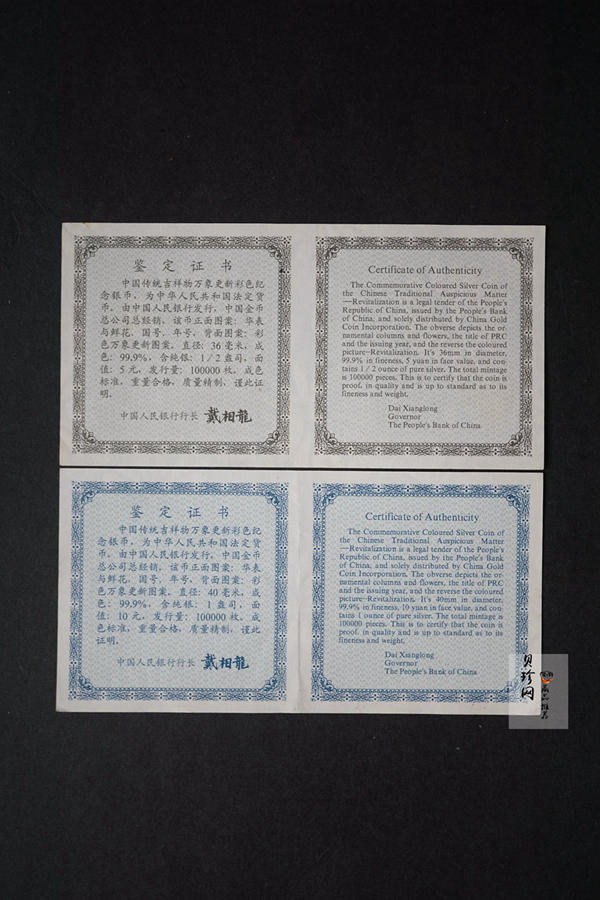 鉴定证书
中国传统吉祥物万象更新彩色纪
念银币，为中华人民共和国法定货
币。由中国人民银行发行，中国金币
总公司总经销。该币正面图案：华表
与鲜花，国号，年号，背面图案：彩
色万象更新图案。直径：36毫米，成
色：99.9%，含纯银：1/2盎司，面
值：5元，发行量：100000枚。成色
标准，重量合格，质量精制，谨此证
明。
中国人民银行行长 戴相龍
Certificate of Authenticity
The Commemorative Coloured Silver Coin of
the Chinese Traditional Auspicious Matter
—Revitalization is a legal tender of the People's
Republic of China, issued by the People's Bank
of China, and solely distributed by China Gold
Coin Incorporation. The obverse depicts the or-
namental columns and flowers, the title of PRC
and the issuing year, and the reverse the coloured
picture—Revitalization. It's 36mm in diameter,
99.9% in fineness, 5 yuan in face value, and con-
tains 1/2 ounce of pure silver. The total mintage
is 100000 pieces. This is to certify that the coin is
proof. in quality and is up to standard as to its
fineness and weight.
Dai Xianglong
Governor
The People's Bank of China
鉴定证书
中国传统吉祥物万象更新彩色纪
念银币，为中华人民共和国法定货
币。由中国人民银行发行，中国金币
总公司总经销。该币正面图案：华表
与鲜花，国号，年号，背面图案：彩
色万象更新图案。直径：40毫米，成
色：99.9%，含纯银：1盎司，面
值：10元，发行量：100000枚。成
色标准，重量合格，质量精制，谨此
证明。
中国人民银行行长 戴相龍
Certificate of Authenticity
The Commemorative Coloured Silver Coin of
the Chinese Traditional Auspicious Matter
—Revitalization is a legal tender of the People's
Republic of China, issued by the People's Bank
of China, and solely distributed by China Gold
Coin Incorporation. The obverse depicts the or-
namental columns and flowers, the title of PRC
and the issuing year, and the reverse the coloured
picture—Revitalization. It's 40mm in diameter,
99.9% in fineness, 10 yuan in face value, and con-
tains 1 ounce of pure silver. The total mintage is
100000 pieces. This is to certify that the coin is
proof. in quality and is up to standard as to its
fineness and weight.
Dai Xianglong
Governor
The People's Bank of China
贝珍网